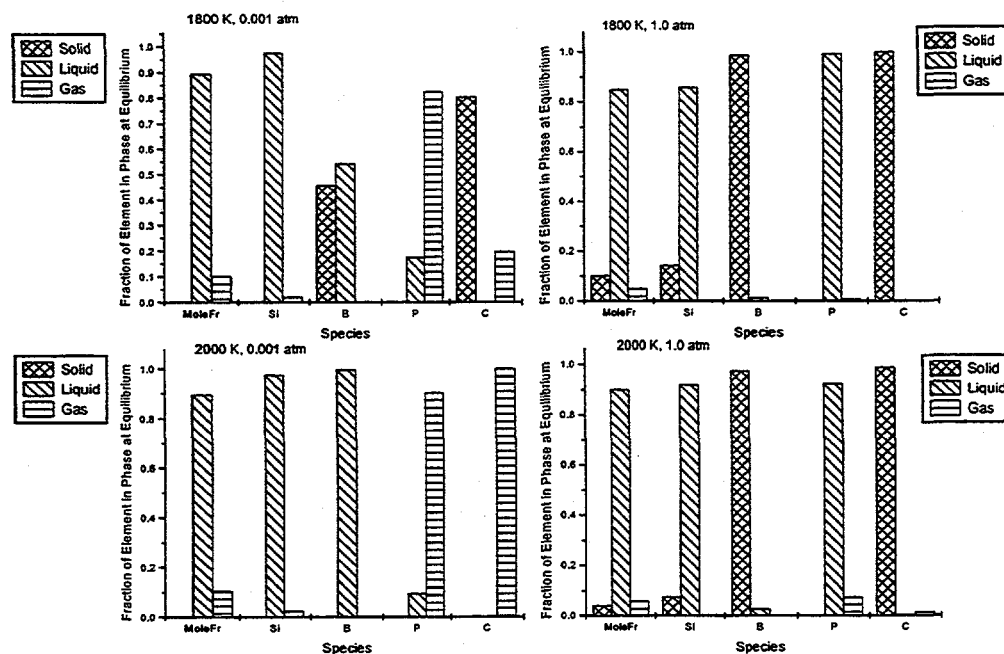 1800 K, 0.001 atm
Solid
Liquid
Gas
Fraction of Element in Phase at Equilibrium
1.0
0.9
0.8
0.7
0.6
0.5
0.4
0.3
0.2
0.1
0.0
MoleFr Si B P C
Species
1800 K, 1.0 atm
Solid
Liquid
Gas
Fraction of Element in Phase at Equilibrium
1.0
0.8
0.6
0.4
0.2
0.0
MoleFr Si B P C
Species
2000 K, 0.001 atm
Solid
Liquid
Gas
Fraction of Element in Phase at Equilibrium
1.0
0.8
0.6
0.4
0.2
0.0
MoleFr Si B P C
Species
2000 K, 1.0 atm
Solid
Liquid
Gas
Fraction of Element in Phase at Equilibrium
1.0
0.8
0.6
0.4
0.2
0.0
MoleFr Si B P C
Species